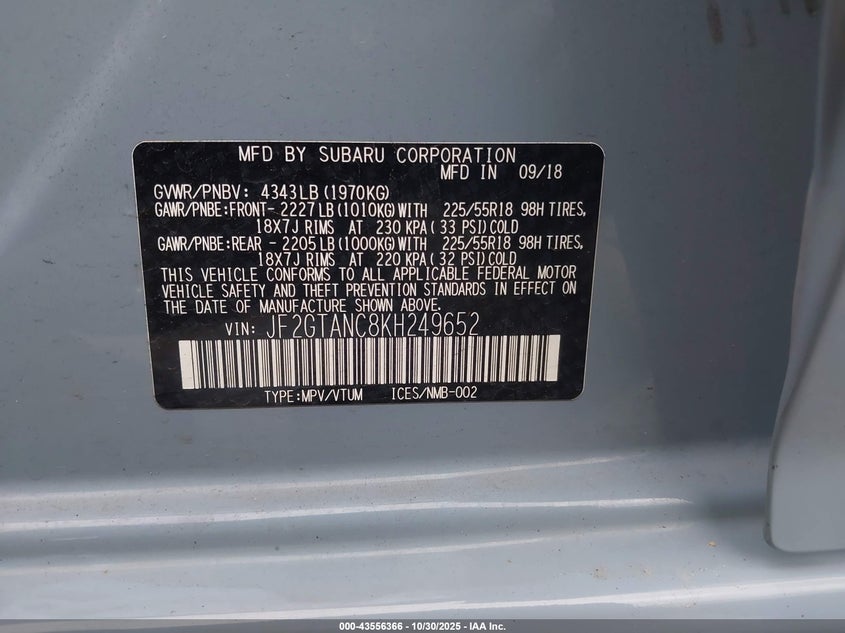 MFD BY SUBARU CORPORATION
MFD IN 09/18
GVWR/PNBV: 4343LB (1970KG)
GAWR/PNBE:FRONT- 2227LB (1010KG) WITH 225/55R18 98H TIRES,
18X7J RIMS AT 230 KPA ( 33 PSI) COLD
GAWR/PNBE:REAR - 2205LB (1000KG) WITH 225/55R18 98H TIRES,
18X7J RIMS AT 220 KPA ( 32 PSI) COLD
THIS VEHICLE CONFORMS TO ALL APPLICABLE FEDERAL MOTOR
VEHICLE SAFETY AND THEFT PREVENTION STANDARDS IN EFFECT ON
THE DATE OF MANUFACTURE SHOWN ABOVE.
VIN: JF2GTANC8KH249652
TYPE:MPV/VTUM ICES/NMB-002
000-43556366 - 10/30/2025 - IAA Inc.